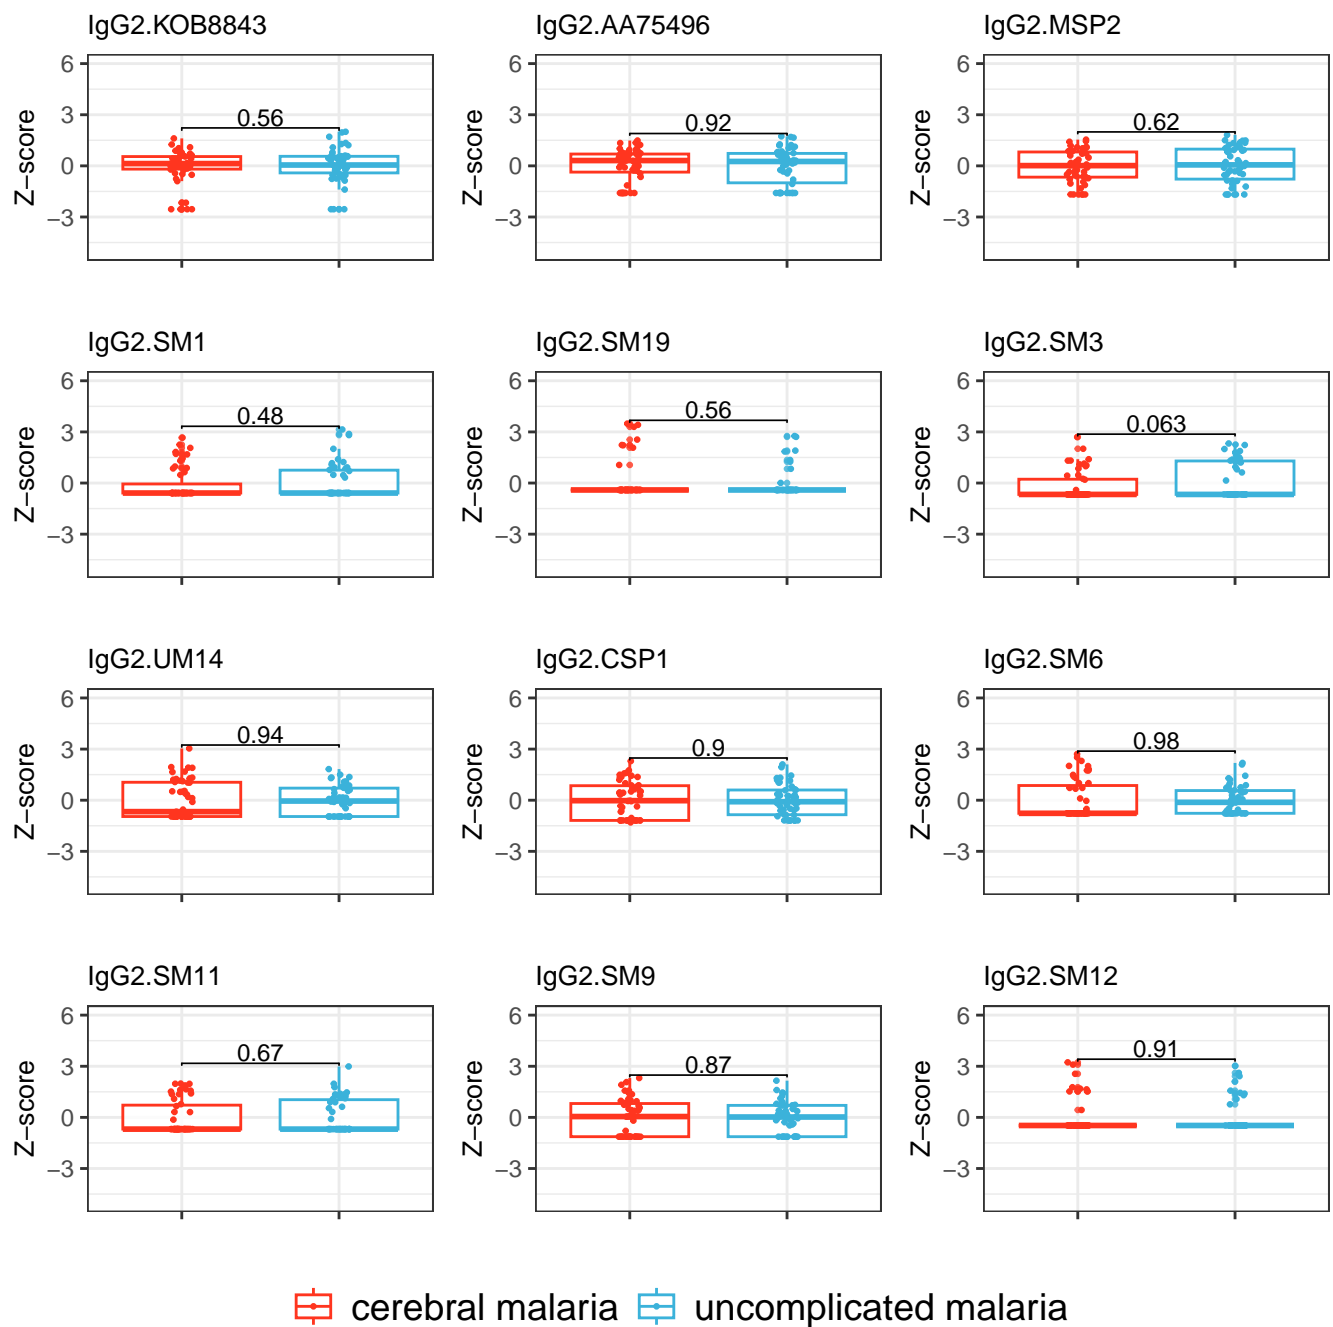 IgG2.KOB8843
IgG2.AA75496
IgG2.MSP2
Z−score
6
3
0
−3
0.56
Z−score
6
3
0
−3
0.92
Z−score
6
3
0
−3
0.62
IgG2.SM1
IgG2.SM19
IgG2.SM3
Z−score
6
3
0
−3
0.48
Z−score
6
3
0
−3
0.56
Z−score
6
3
0
−3
0.063
IgG2.UM14
IgG2.CSP1
IgG2.SM6
Z−score
6
3
0
−3
0.94
Z−score
6
3
0
−3
0.9
Z−score
6
3
0
−3
0.98
IgG2.SM11
IgG2.SM9
IgG2.SM12
Z−score
6
3
0
−3
0.67
Z−score
6
3
0
−3
0.87
Z−score
6
3
0
−3
0.91
cerebral malaria uncomplicated malaria